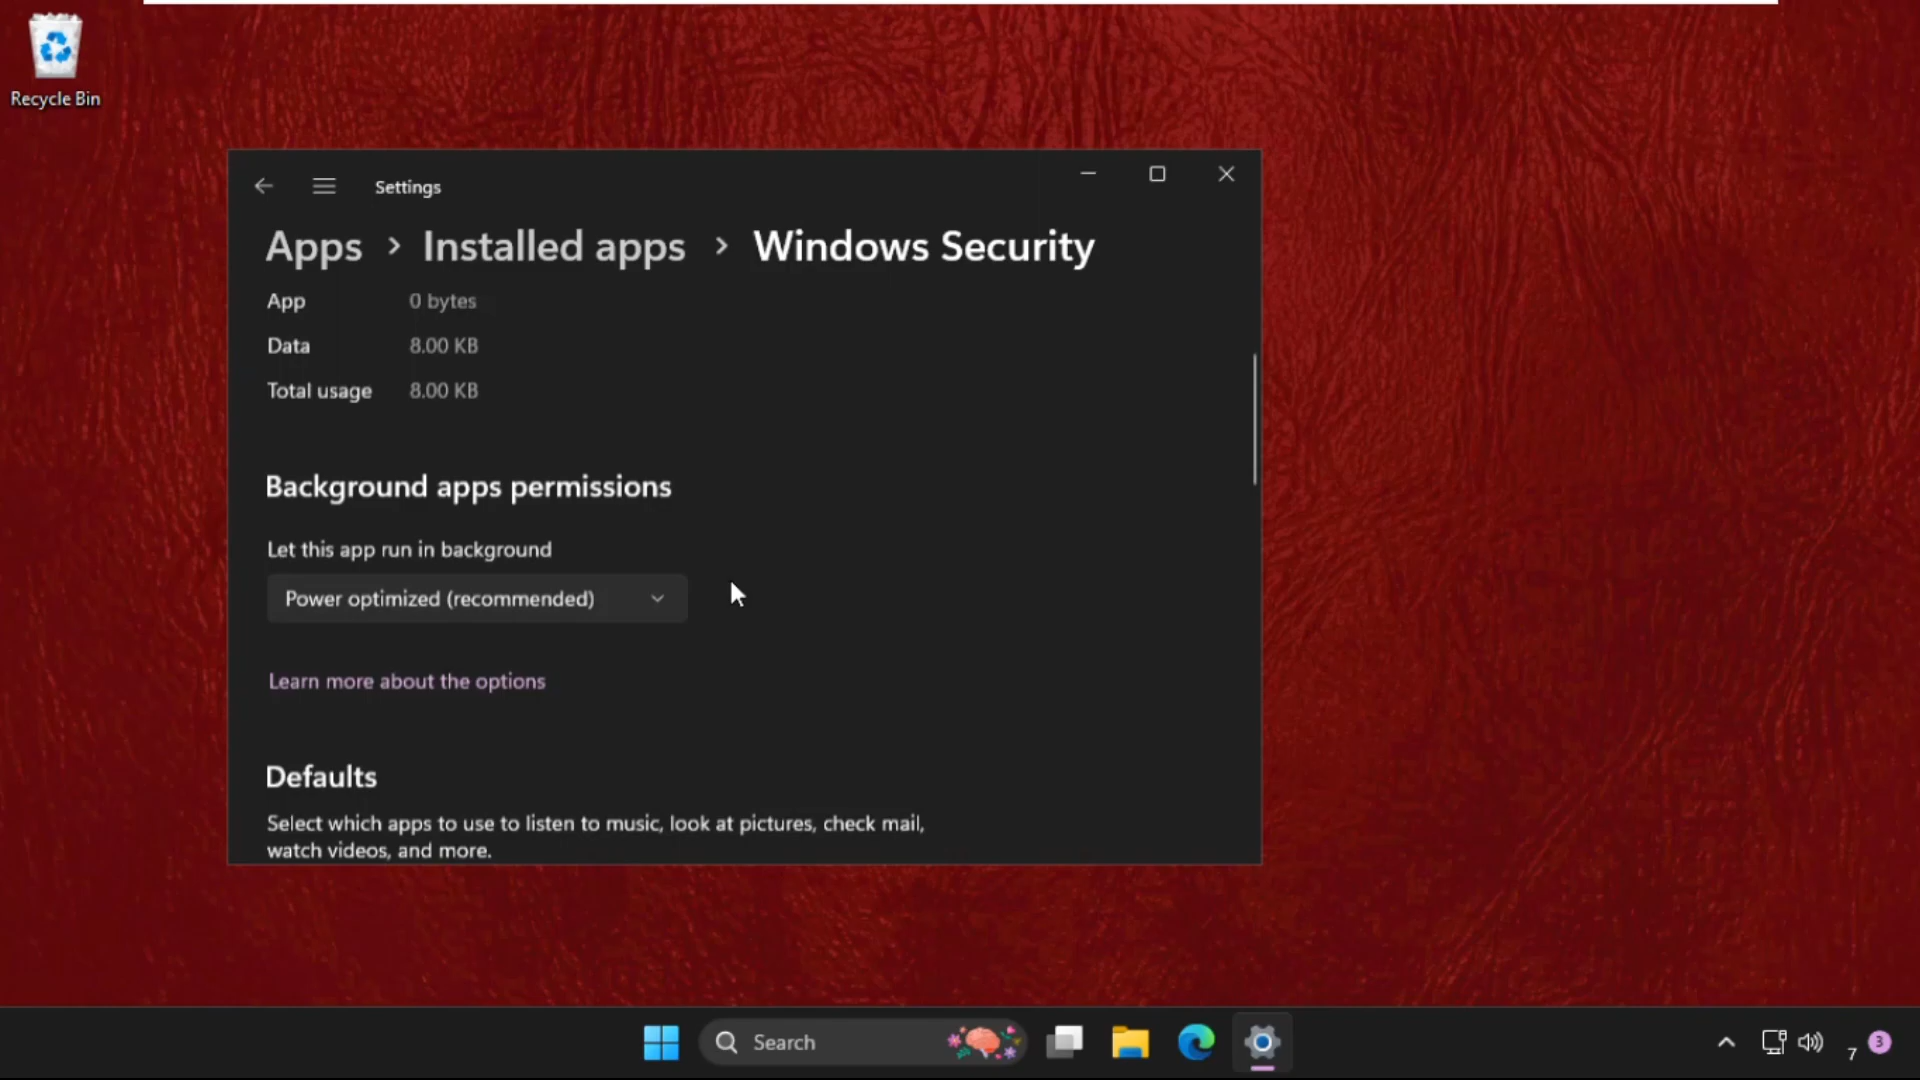 Recycle Bin
Settings
Apps > Installed apps > Windows Security
App 0 bytes
Data 8.00 KB
Total usage 8.00 KB
Background apps permissions
Let this app run in background
Power optimized (recommended)
Learn more about the options
Defaults
Select which apps to use to listen to music, look at pictures, check mail,
watch videos, and more.
Search
7 3